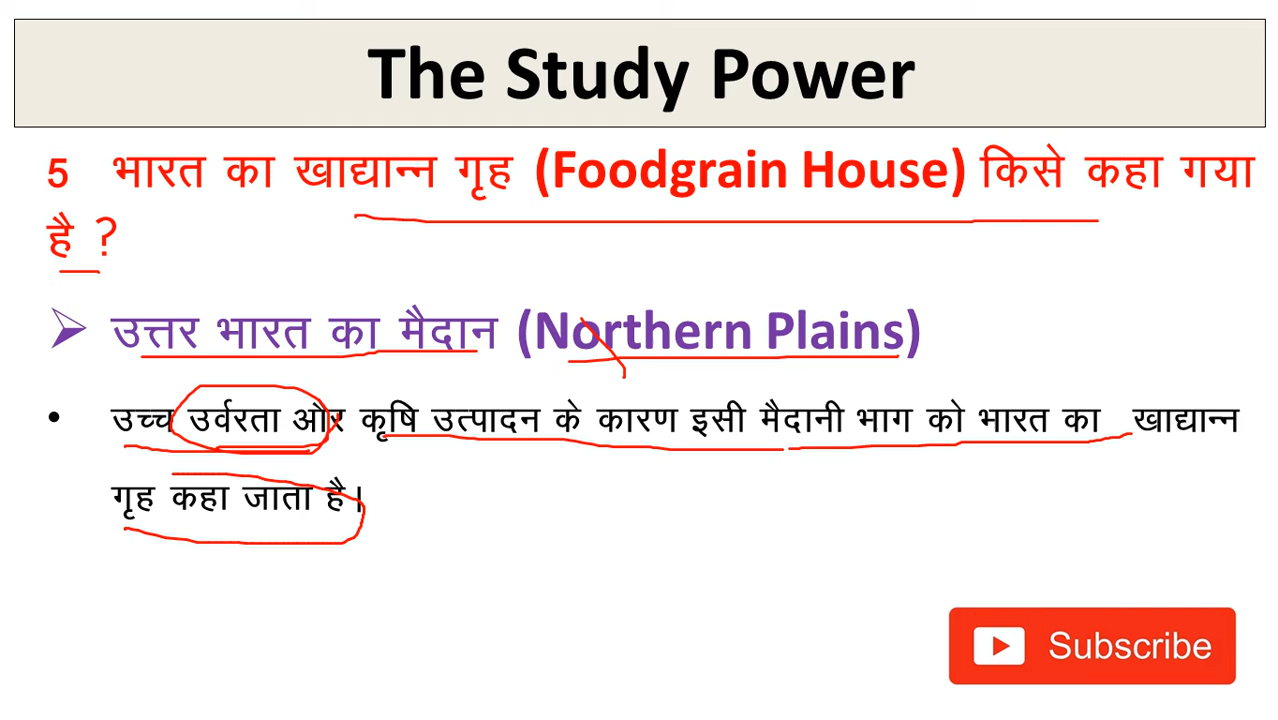 The Study Power
5 भारत का खाद्यान्न गृह (Foodgrain House) किसे कहा गया
है ?
➢ उत्तर भारत का मैदान (Northern Plains)
• उच्च उर्वरता और कृषि उत्पादन के कारण इसी मैदानी भाग को भारत का खाद्यान्न
गृह कहा जाता है।
Subscribe